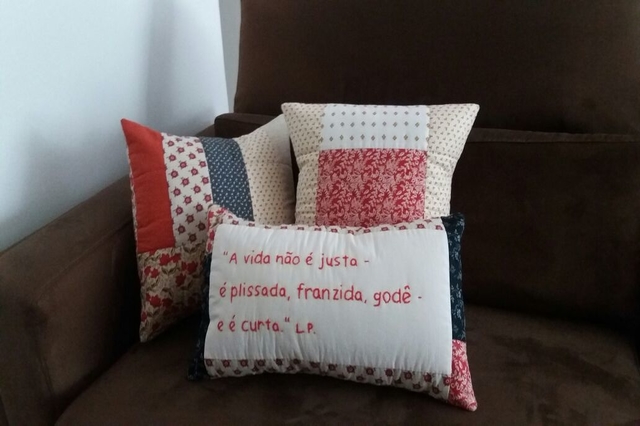 "A vida não é justa -
é plissada, franzida, godê -
e é curta." L.P.